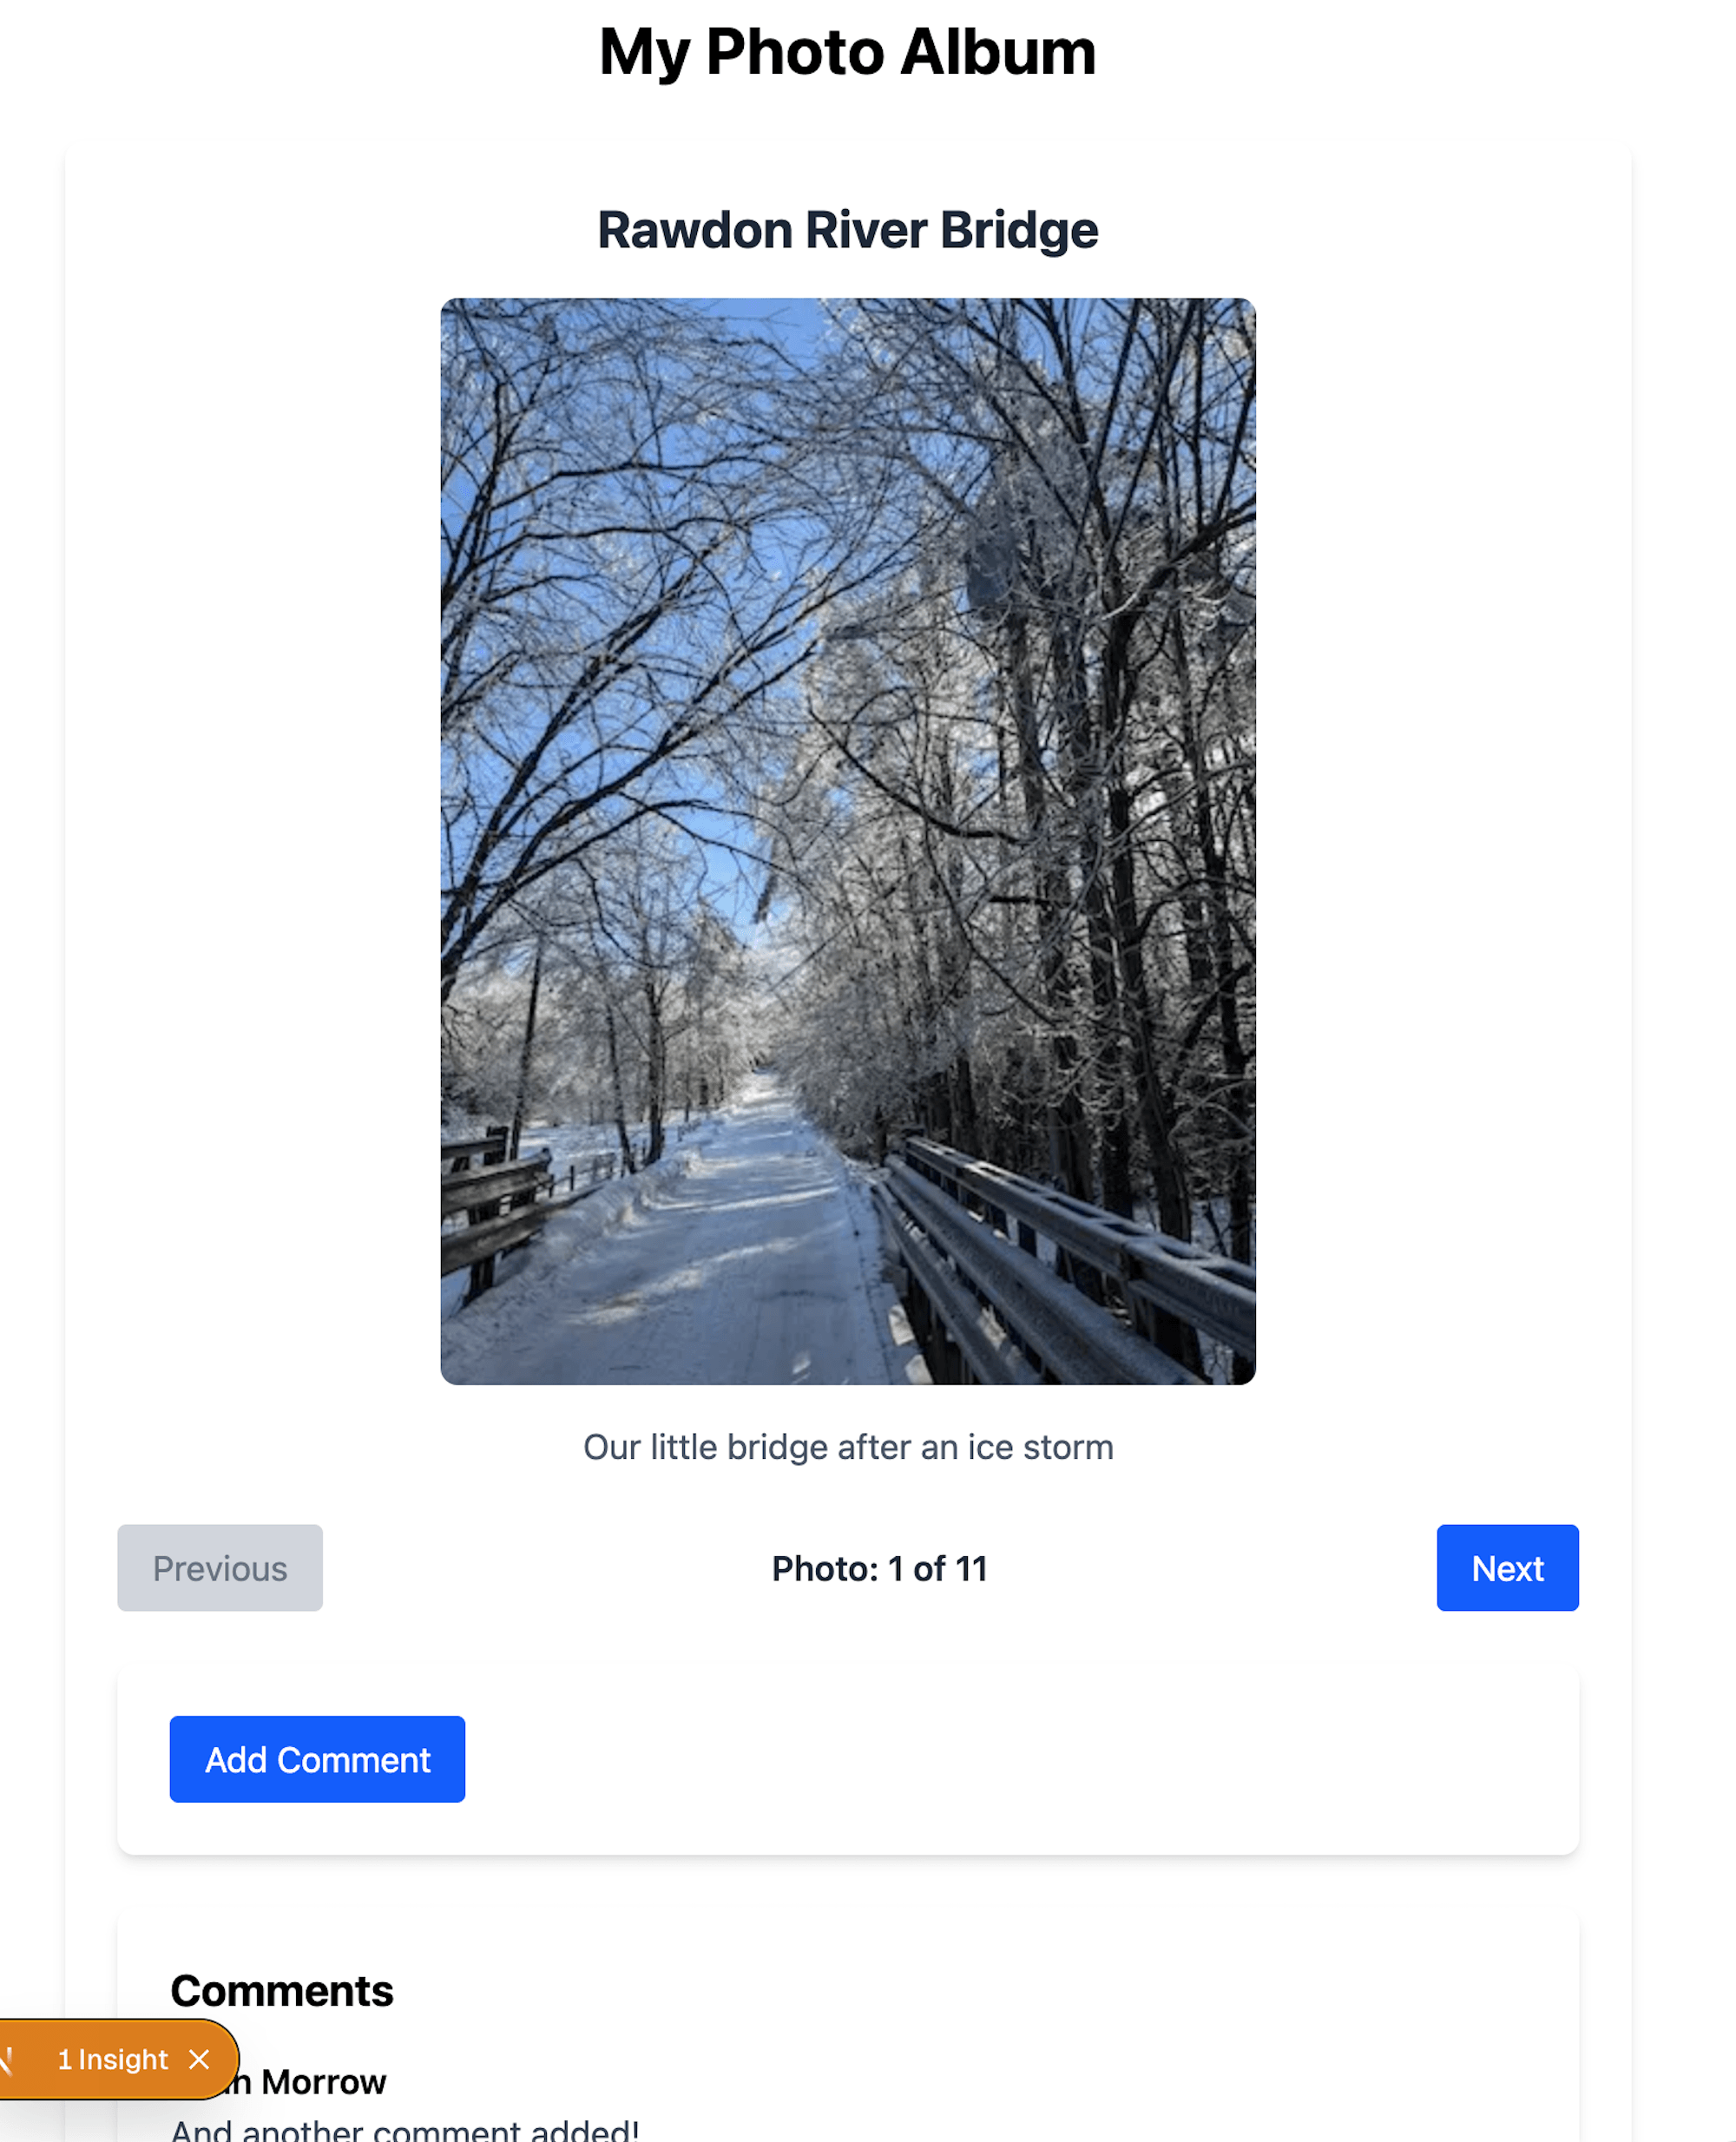 My Photo Album
Rawdon River Bridge
Our little bridge after an ice storm
Previous
Photo: 1 of 11
Next
Add Comment
Comments
1 Insight
Morrow
And another comment added!